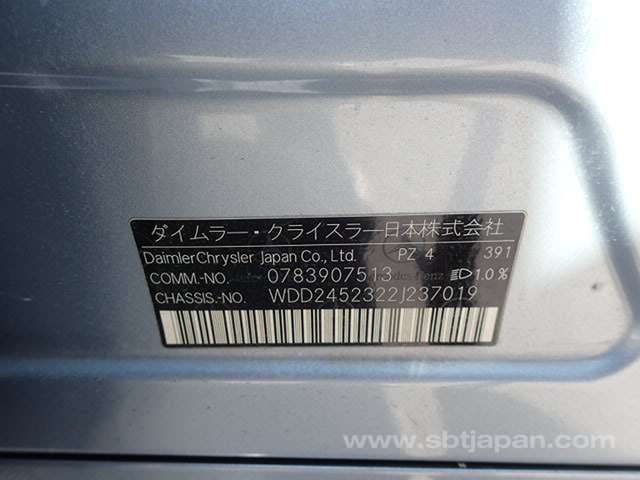 ダイムラー・クライスラー日本株式会社
DaimlerChrysler Japan Co., Ltd. PZ 4 391
COMM.-NO. 0783907513 1.0 %
CHASSIS.-NO. WDD2452322J237019
www.sbtjapan.com